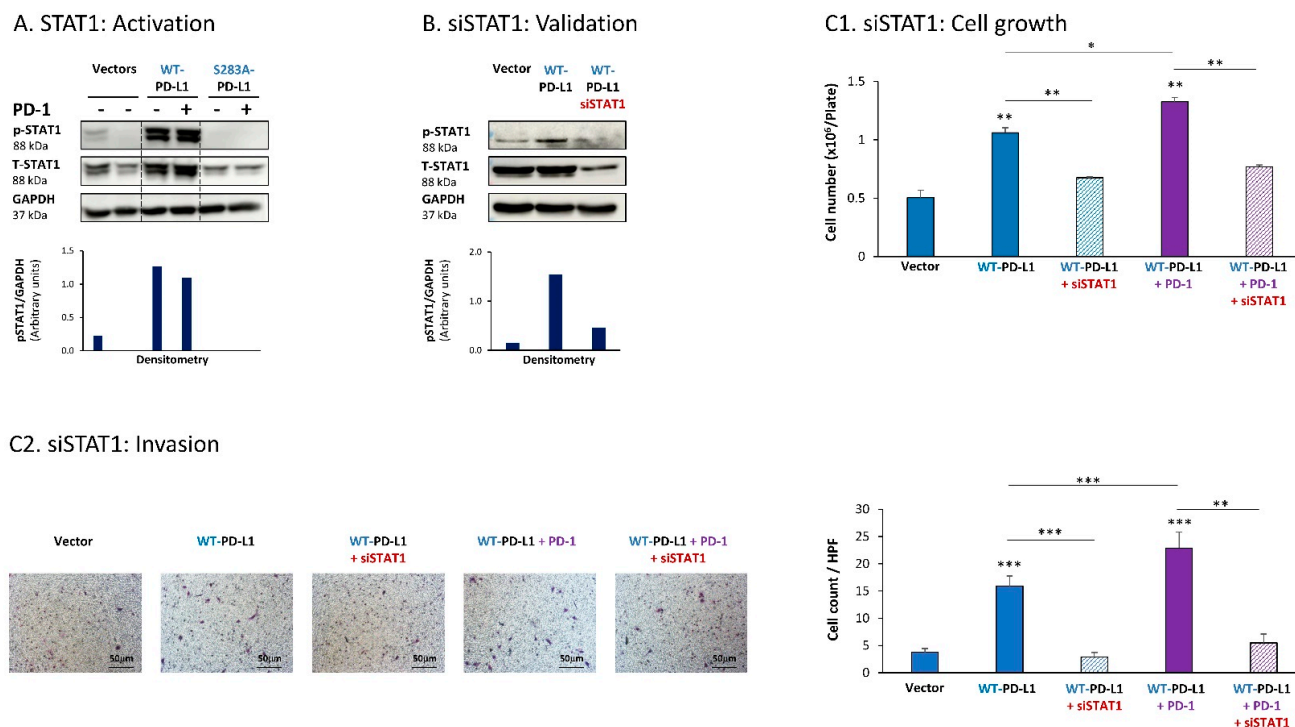 A. STAT1: Activation
Vectors WT- S283A-
PD-L1 PD-L1
PD-1 - - - + - +
p-STAT1
88 kDa
T-STAT1
88 kDa
GAPDH
37 kDa
pSTAT1/GAPDH
(Arbitrary units)
1.5
1.0
0.5
0.0
Densitometry
B. siSTAT1: Validation
Vector WT- WT-
PD-L1 PD-L1
siSTAT1
p-STAT1
88 kDa
T-STAT1
88 kDa
GAPDH
37 kDa
pSTAT1/GAPDH
(Arbitrary units)
2.0
1.0
0.0
Densitometry
C1. siSTAT1: Cell growth
Cell number (x10⁶/Plate)
1.5
1
0.5
0
*
**
**
**
**
Vector WT-PD-L1 WT-PD-L1 WT-PD-L1 WT-PD-L1
+ siSTAT1 + PD-1 + PD-1
+ siSTAT1
C2. siSTAT1: Invasion
Vector WT-PD-L1 WT-PD-L1 WT-PD-L1 + PD-1 WT-PD-L1 + PD-1
+ siSTAT1 + siSTAT1
50μm 50μm 50μm 50μm 50μm
Cell count / HPF
30
25
20
15
10
5
0
***
**
***
***
***
Vector WT-PD-L1 WT-PD-L1 WT-PD-L1 WT-PD-L1
+ siSTAT1 + PD-1 + PD-1
+ siSTAT1